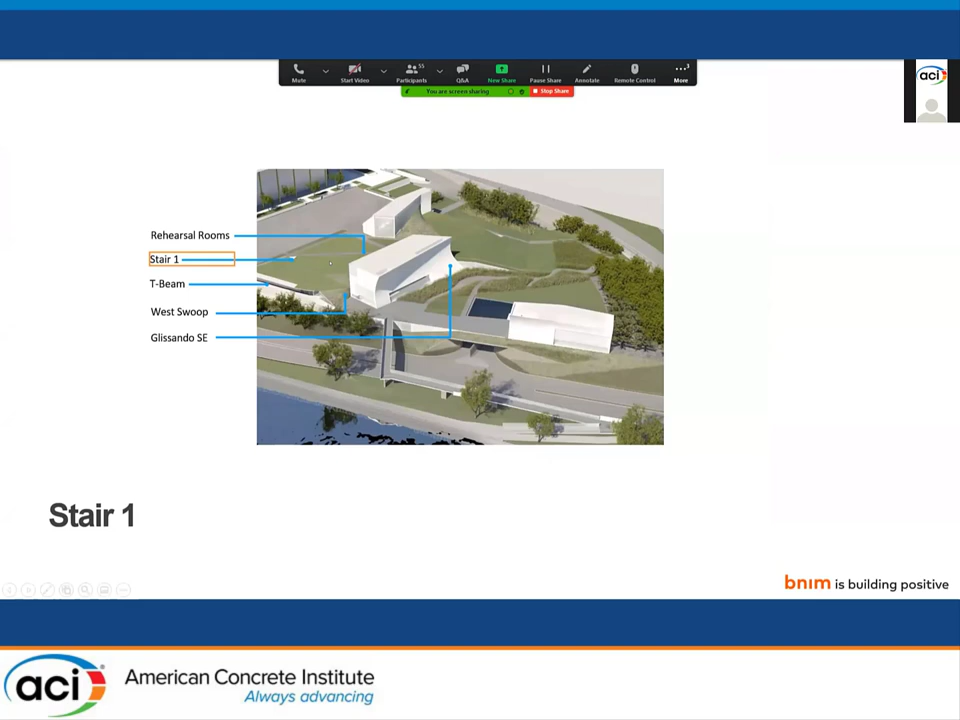 Mute
Start Video
Participants
55
Q&A
New Share
Pause Share
Annotate
Remote Control
More
3
You are screen sharing
Stop Share
aci
Rehearsal Rooms
Stair 1
T-Beam
West Swoop
Glissando SE
Stair 1
bnim is building positive
aci
American Concrete Institute
Always advancing